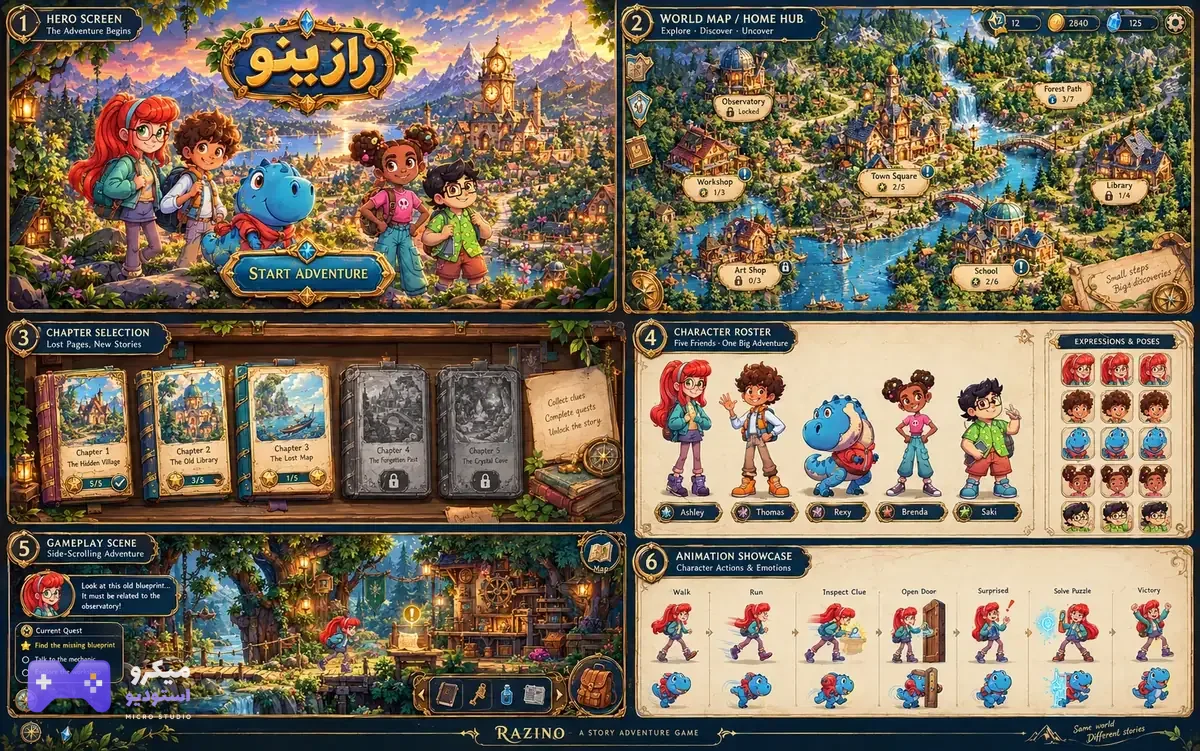 1
HERO SCREEN
The Adventure Begins
رازینو
START ADVENTURE
2
WORLD MAP / HOME HUB
Explore · Discover · Uncover
12
2840
125
Observatory
Locked
Forest Path
3/7
Workshop
1/3
Town Square
2/5
Library
1/4
Art Shop
0/3
School
2/6
Small steps
Bigs discoveries
3
CHAPTER SELECTION
Lost Pages, New Stories
Chapter 1
The Hidden Village
5/5
Chapter 2
The Old Library
3/5
Chapter 3
The Lost Map
1/5
Chapter 4
The Forgotten Past
Chapter 5
The Crystal Cave
Collect clues
Complete quests
Unlock the story
4
CHARACTER ROSTER
Five Friends · One Big Adventure
Ashley
Thomas
Rexy
Brenda
Saki
EXPRESSIONS & POSES
5
GAMEPLAY SCENE
Side-Scrolling Adventure
Look at this old blueprint...
It must be related to the
observatory!
Current Quest
Find the missing blueprint
Talk to the mechanic
Map
میکرو
استودیو
MICRO STUDIO
6
ANIMATION SHOWCASE
Character Actions & Emotions
Walk
Run
Inspect Clue
Open Door
Surprised
Solve Puzzle
Victory
RAZINO - A STORY ADVENTURE GAME
Same world
Different stories